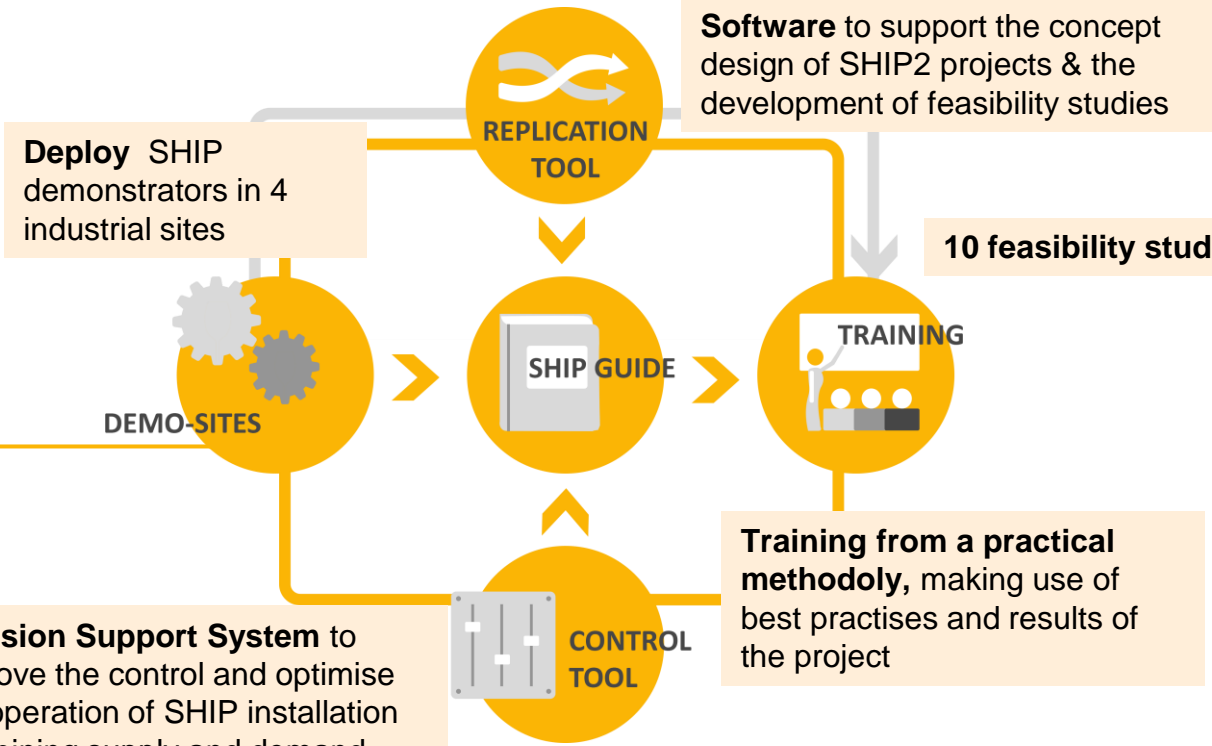 Software to support the concept
design of SHIP2 projects & the
development of feasibility studies
REPLICATION
TOOL
Deploy SHIP
demonstrators in 4
industrial sites
10 feasibility stud
TRAINING
SHIP GUIDE
DEMO-SITES
Training from a practical
methodoly, making use of
best practises and results of
the project
CONTROL
TOOL
sion Support System to
ove the control and optimise
operation of SHIP installation
supply and demand